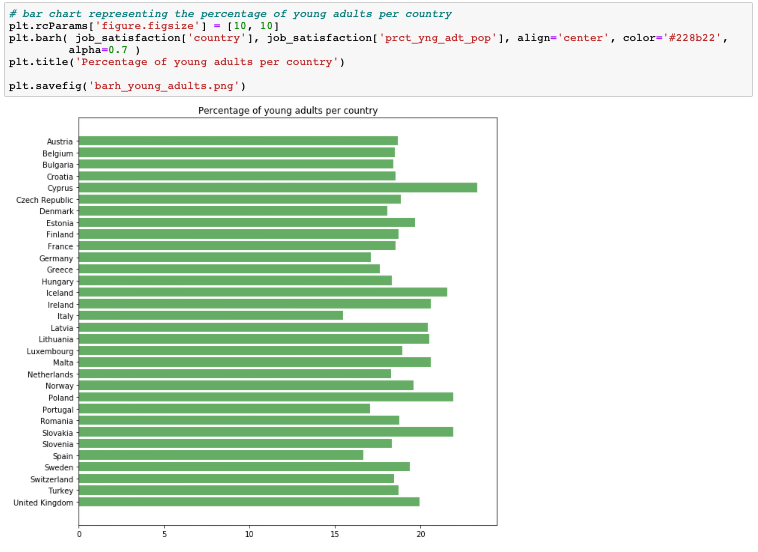 # bar chart representing the percentage of young adults per country
plt.rcParams['figure.figsize'] = [10, 10]
plt.barh( job_satisfaction['country'], job_satisfaction['prct_yng_adt_pop'], align='center', color='#228b22',
alpha=0.7 )
plt.title('Percentage of young adults per country')
plt.savefig('barh_young_adults.png')
Percentage of young adults per country
Austria
Belgium
Bulgaria
Croatia
Cyprus
Czech Republic
Denmark
Estonia
Finland
France
Germany
Greece
Hungary
Iceland
Ireland
Italy
Latvia
Lithuania
Luxembourg
Malta
Netherlands
Norway
Poland
Portugal
Romania
Slovakia
Slovenia
Spain
Sweden
Switzerland
Turkey
United Kingdom
0 5 10 15 20